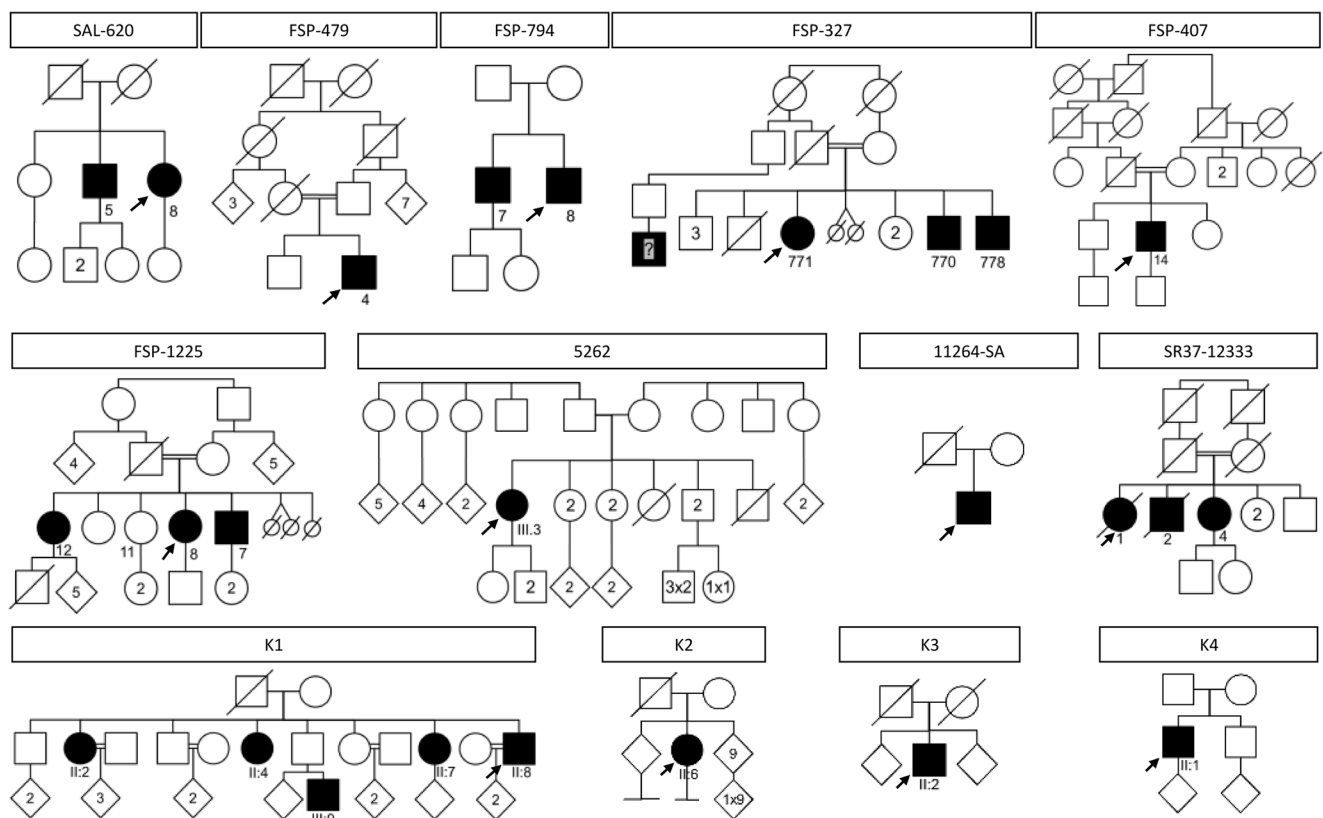 SAL-620 FSP-479 FSP-794 FSP-327 FSP-407
3 7 2
5 8 7 8
2 ? 3 2 14
4 771 770 778
FSP-1225 5262 11264-SA SR37-12333
4 5
5 4 2 2 2 2 2
12 11 8 7 III.3 1 2 4 2
5 2 2 2 2 2 3x2 1x1
K1 K2 K3 K4
II:2 II:4 II:7 II:8 II:6 9 II:2 II:1
2 3 2 2 2 1x9